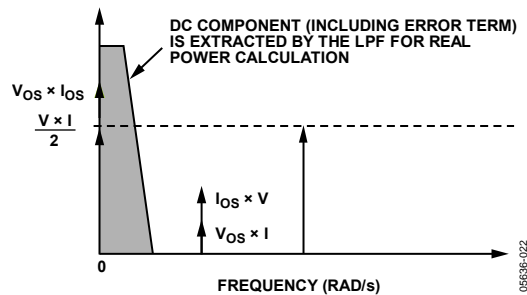 DC COMPONENT (INCLUDING ERROR TERM)
IS EXTRACTED BY THE LPF FOR REAL
POWER CALCULATION
VOS × IOS
V × I
2
IOS × V
VOS × I
0
FREQUENCY (RAD/s)
05636-022